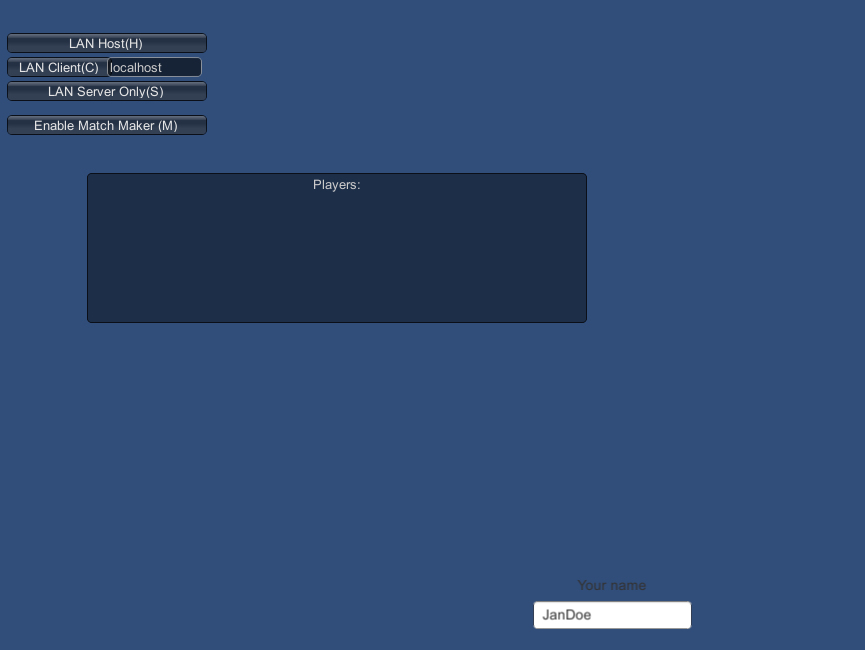 LAN Host(H)
LAN Client(C) localhost
LAN Server Only(S)
Enable Match Maker (M)
Players:
Your name
JanDoe